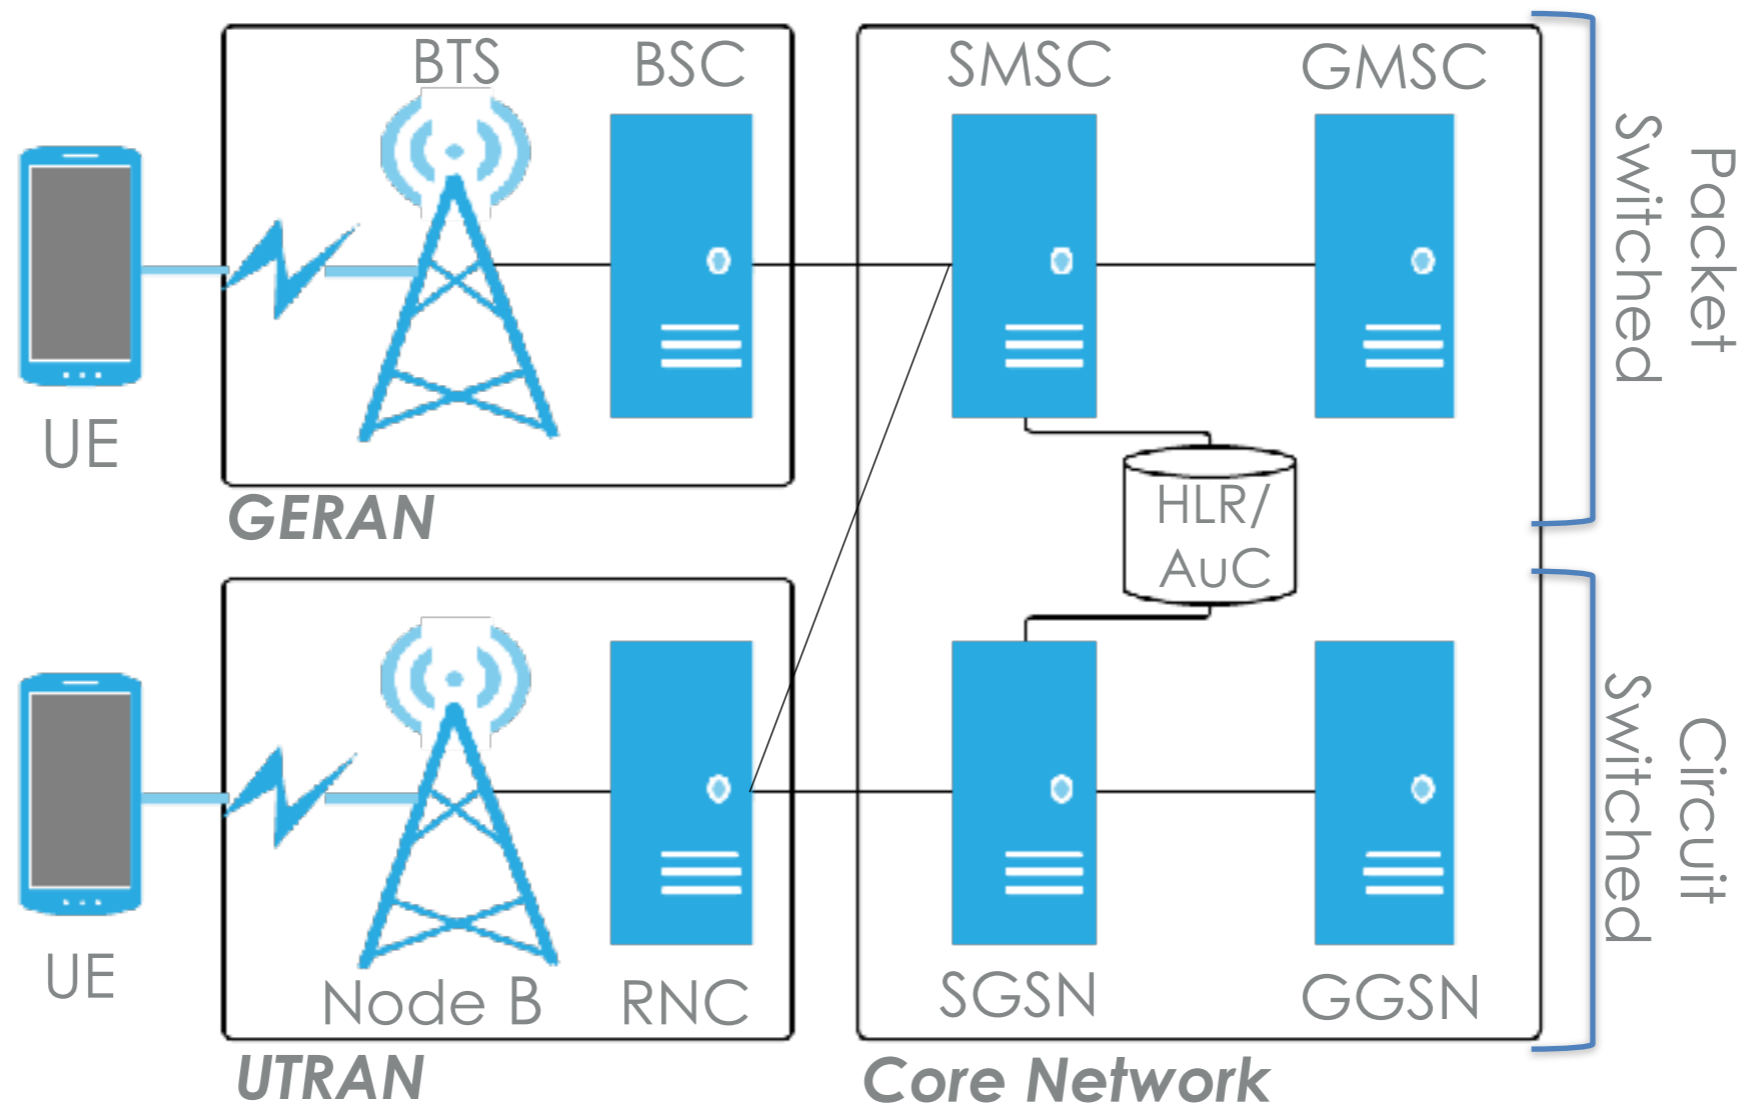 BTS
BSC
SMSC
GMSC
Packet
Switched
UE
GERAN
HLR/
AuC
Circuit
Switched
UE
Node B
RNC
SGSN
GGSN
UTRAN
Core Network